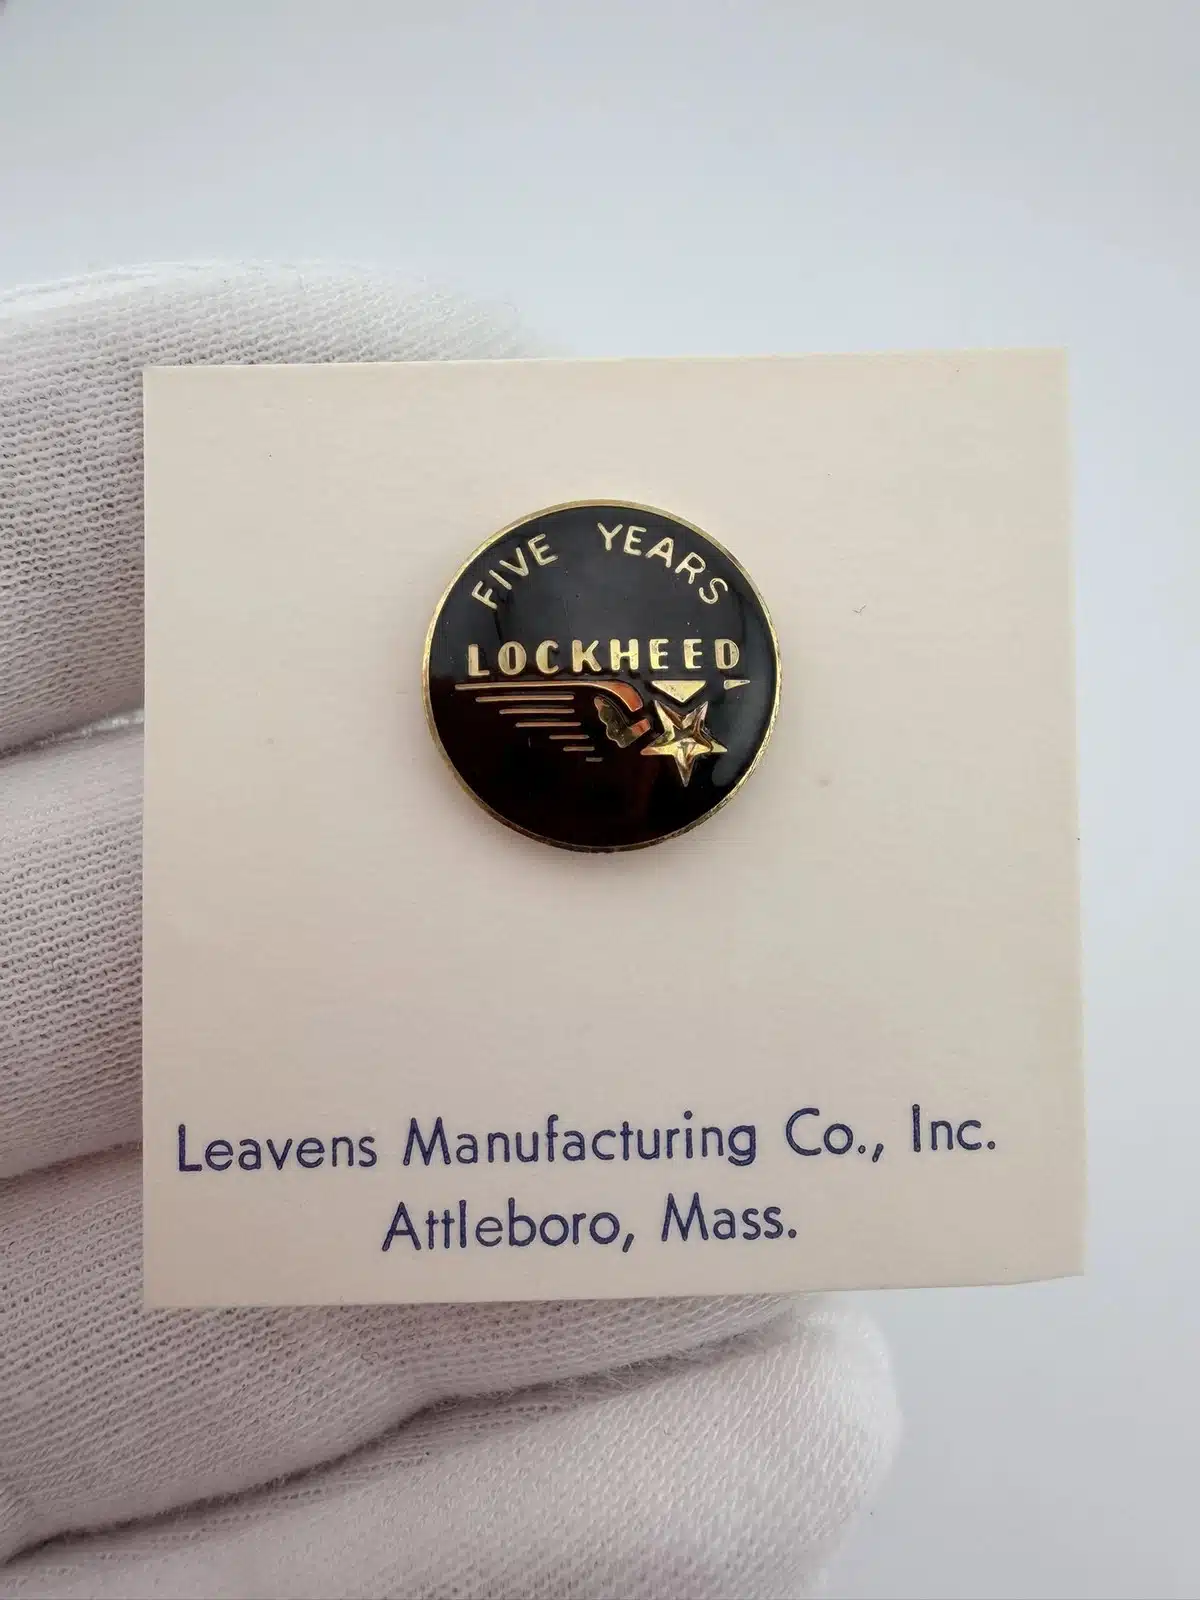 FIVE YEARS
LOCKHEED
Leavens Manufacturing Co., Inc.
Attleboro, Mass.